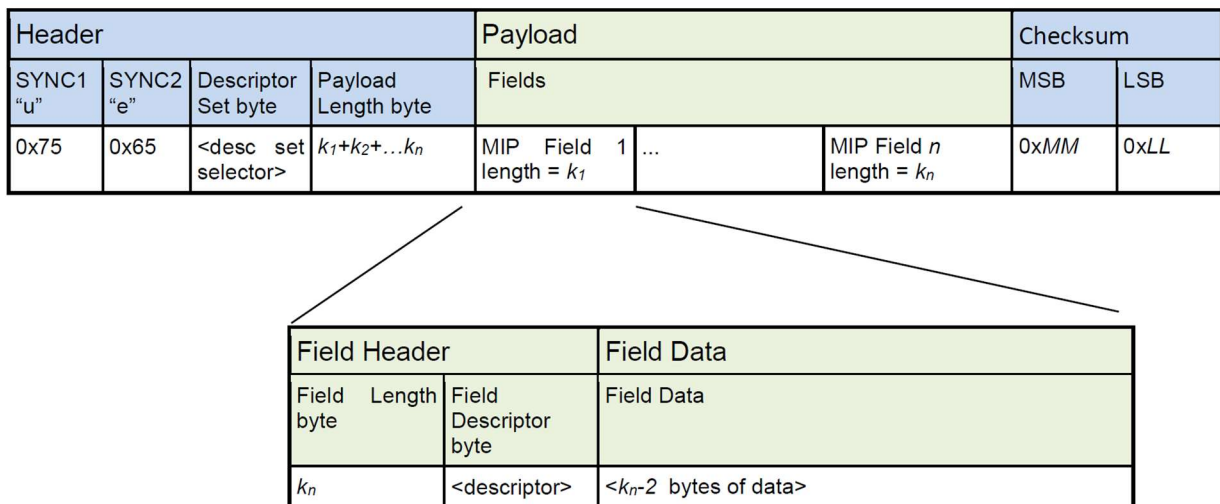 Header Payload Checksum
SYNC1 SYNC2 Descriptor Payload Fields MSB LSB
“u” “e” Set byte Length byte
0x75 0x65 <desc set k₁+k₂+…kₙ MIP Field 1 ... MIP Field n 0xMM 0xLL
selector> length = k₁ length = kₙ
Field Header Field Data
Field Length Field Field Data
byte Descriptor
byte
kₙ <descriptor> <kₙ-2 bytes of data>